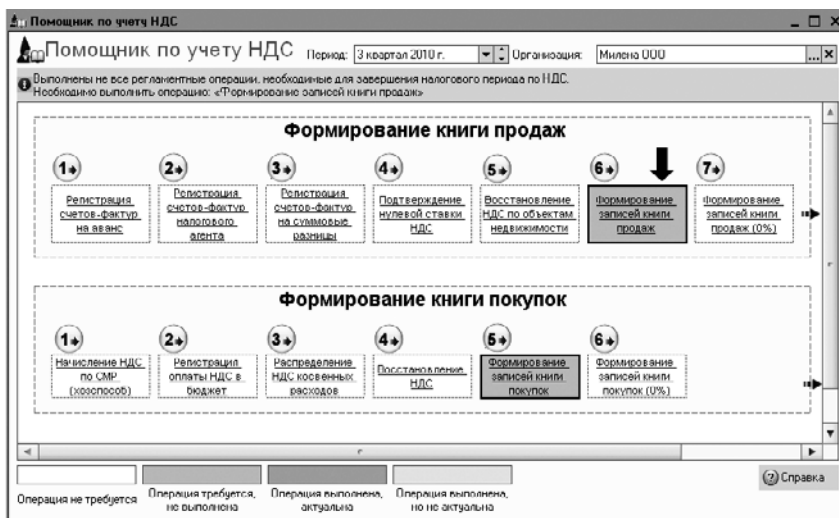 Помощник по учету НДС
Помощник по учету НДС Период: 3 квартал 2010 г. Организация: Милена ООО
Выполнены не все регламентные операции, необходимые для завершения налогового периода по НДС.
Необходимо выполнить операцию: «Формирование записей книги продаж»
Формирование книги продаж
1 2 3 4 5 6 7
Регистрация
счетов-фактур
на аванс
Регистрация
счетов-фактур
налогового
агента
Регистрация
счетов-фактур
на суммовые
разницы
Подтверждение
нулевой ставки
НДС
Восстановление
НДС по объектам
недвижимости
Формирование
записей книги
продаж
Формирование
записей книги
продаж (0%)
Формирование книги покупок
1 2 3 4 5 6
Начисление НДС
по СМР
(хозспособ)
Регистрация
оплаты НДС в
бюджет
Распределение
НДС косвенных
расходов
Восстановление
НДС
Формирование
записей книги
покупок
Формирование
записей книги
покупок (0%)
Операция не требуется
Операция требуется,
не выполнена
Операция выполнена,
актуальна
Операция выполнена,
но не актуальна
Справка